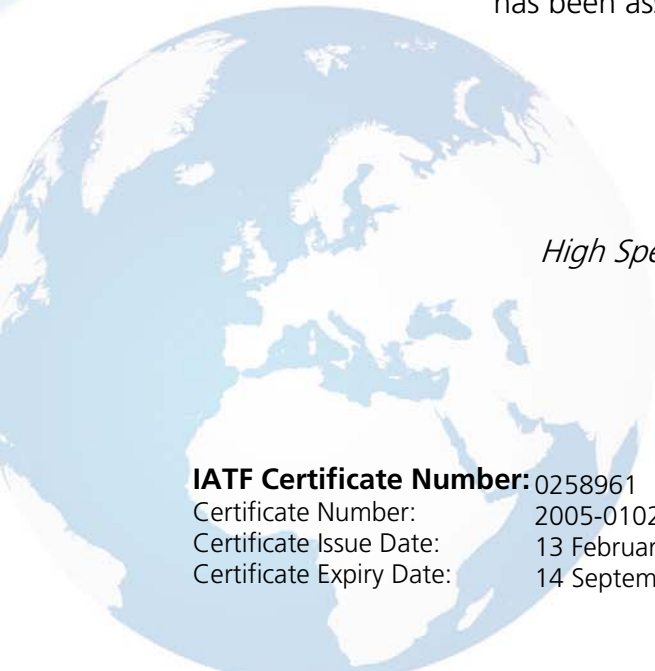 has been as
High Spe
IATF Certificate Number: 0258961
Certificate Number: 2005-0102
Certificate Issue Date: 13 Februar
Certificate Expiry Date: 14 Septem